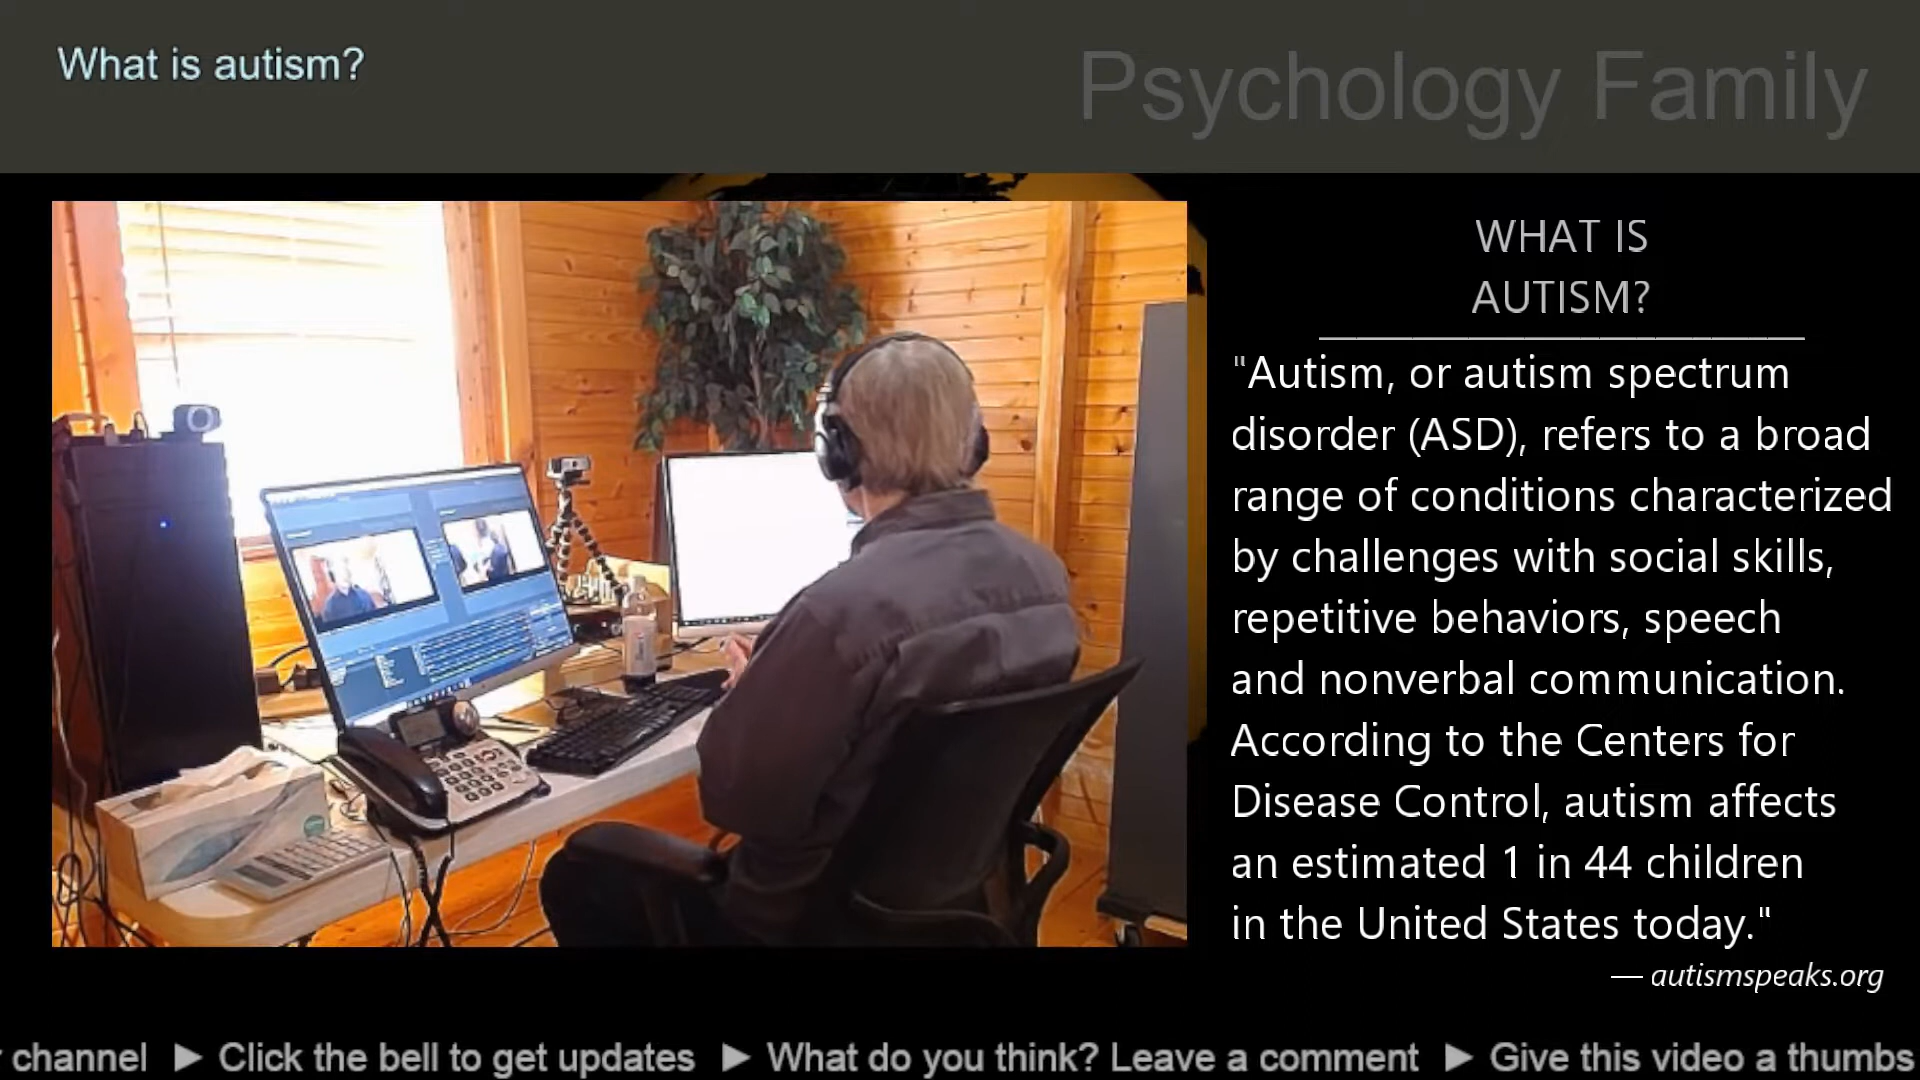 What is autism?
Psychology Family
WHAT IS
AUTISM?
"Autism, or autism spectrum
disorder (ASD), refers to a broad
range of conditions characterized
by challenges with social skills,
repetitive behaviors, speech
and nonverbal communication.
According to the Centers for
Disease Control, autism affects
an estimated 1 in 44 children
in the United States today."
— autismspeaks.org
channel ► Click the bell to get updates ► What do you think? Leave a comment ► Give this video a thumbs